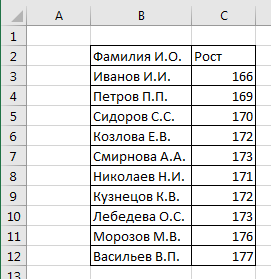 A B C
1
2 Фамилия И.О. Рост
3 Иванов И.И. 166
4 Петров П.П. 169
5 Сидоров С.С. 170
6 Козлова Е.В. 172
7 Смирнова А.А. 173
8 Николаев Н.И. 171
9 Кузнецов К.В. 172
10 Лебедева О.С. 173
11 Морозов М.В. 176
12 Васильев В.П. 177